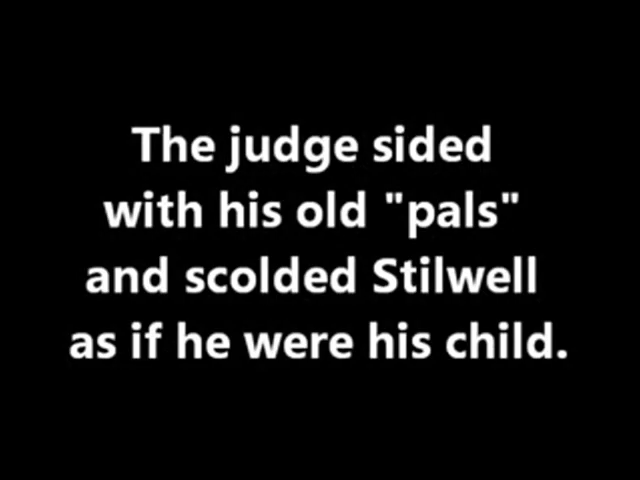 The judge sided
with his old "pals"
and scolded Stilwell
as if he were his child.